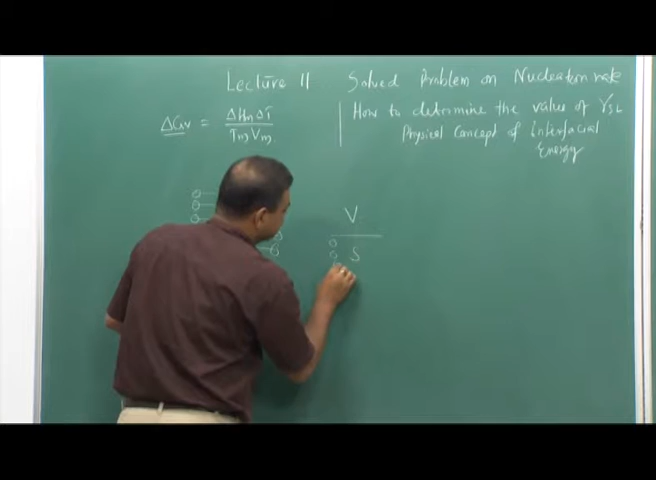 Lecture 11 Solved Problem on Nucleation rate
ΔGv = ΔHm ΔT / Tm Vm
How to determine the value of γSL
Physical Concept of Interfacial
Energy
V
S